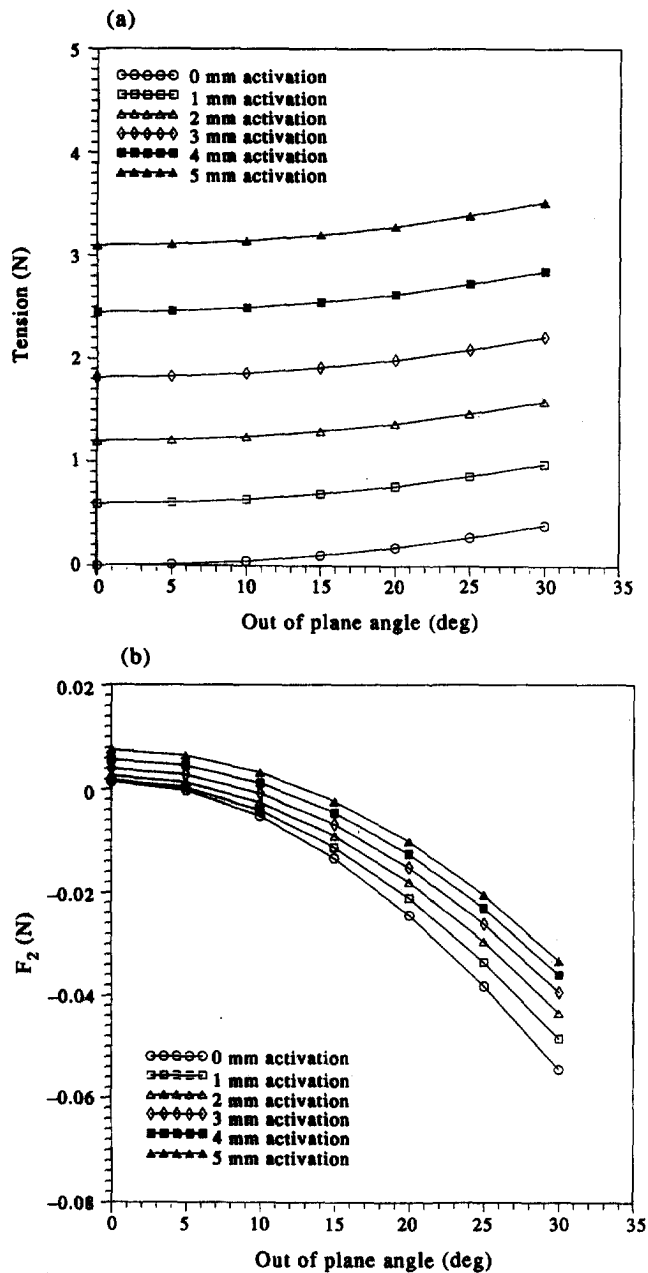 (a)
5
4
3
2
1
0
Tension (N)
0 mm activation
1 mm activation
2 mm activation
3 mm activation
4 mm activation
5 mm activation
0 5 10 15 20 25 30 35
Out of plane angle (deg)
(b)
0.02
0
−0.02
−0.04
−0.06
−0.08
F2 (N)
0 mm activation
1 mm activation
2 mm activation
3 mm activation
4 mm activation
5 mm activation
0 5 10 15 20 25 30 35
Out of plane angle (deg)